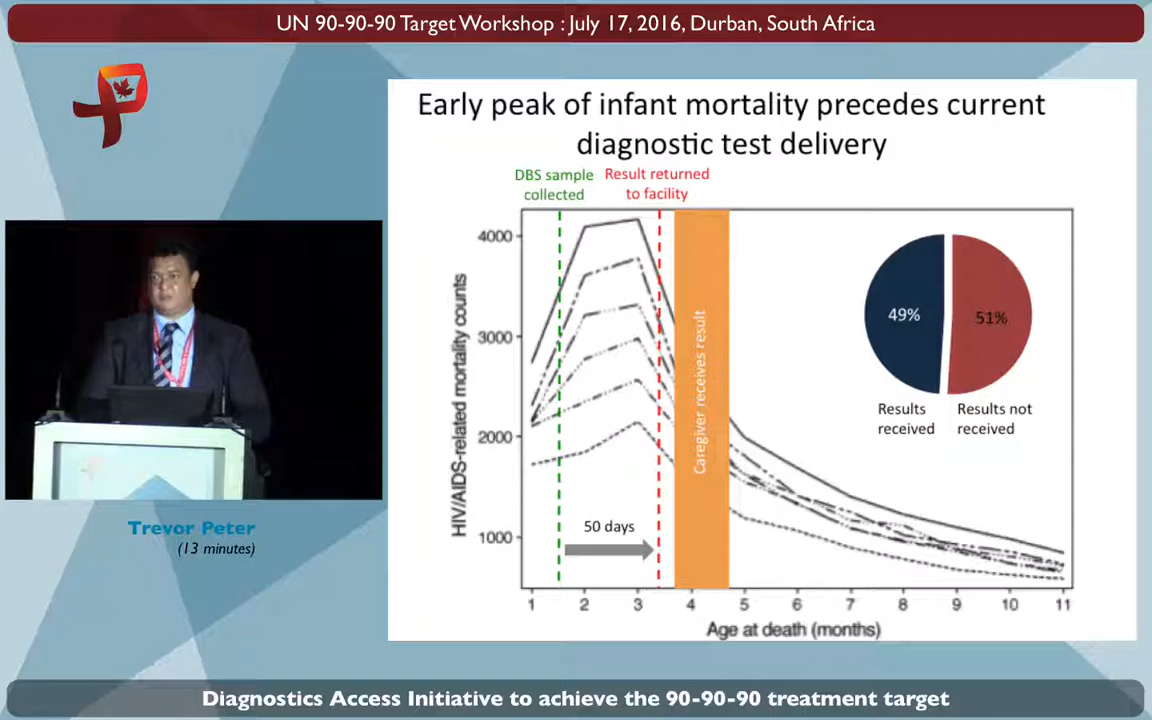 UN 90-90-90 Target Workshop : July 17, 2016, Durban, South Africa
Early peak of infant mortality precedes current
diagnostic test delivery
DBS sample
collected
Result returned
to facility
HIV/AIDS-related mortality counts
4000
3000
2000
1000
50 days
Caregiver receives result
49%
51%
Results
received
Results not
received
1 2 3 4 5 6 7 8 9 10 11
Age at death (months)
Trevor Peter
(13 minutes)
Diagnostics Access Initiative to achieve the 90-90-90 treatment target